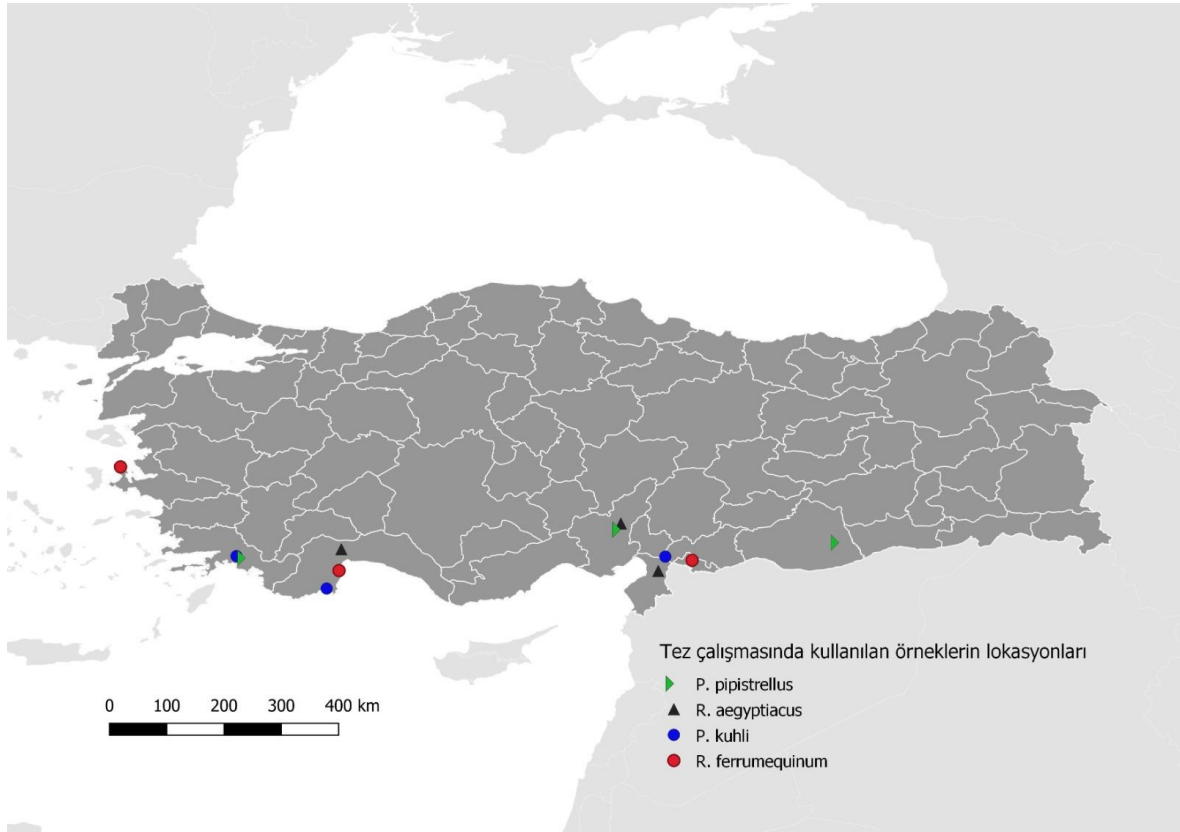 0 100 200 300 400 km
Tez çalışmasında kullanılan örneklerin lokasyonları
P. pipistrellus
R. aegyptiacus
P. kuhli
R. ferrumequinum